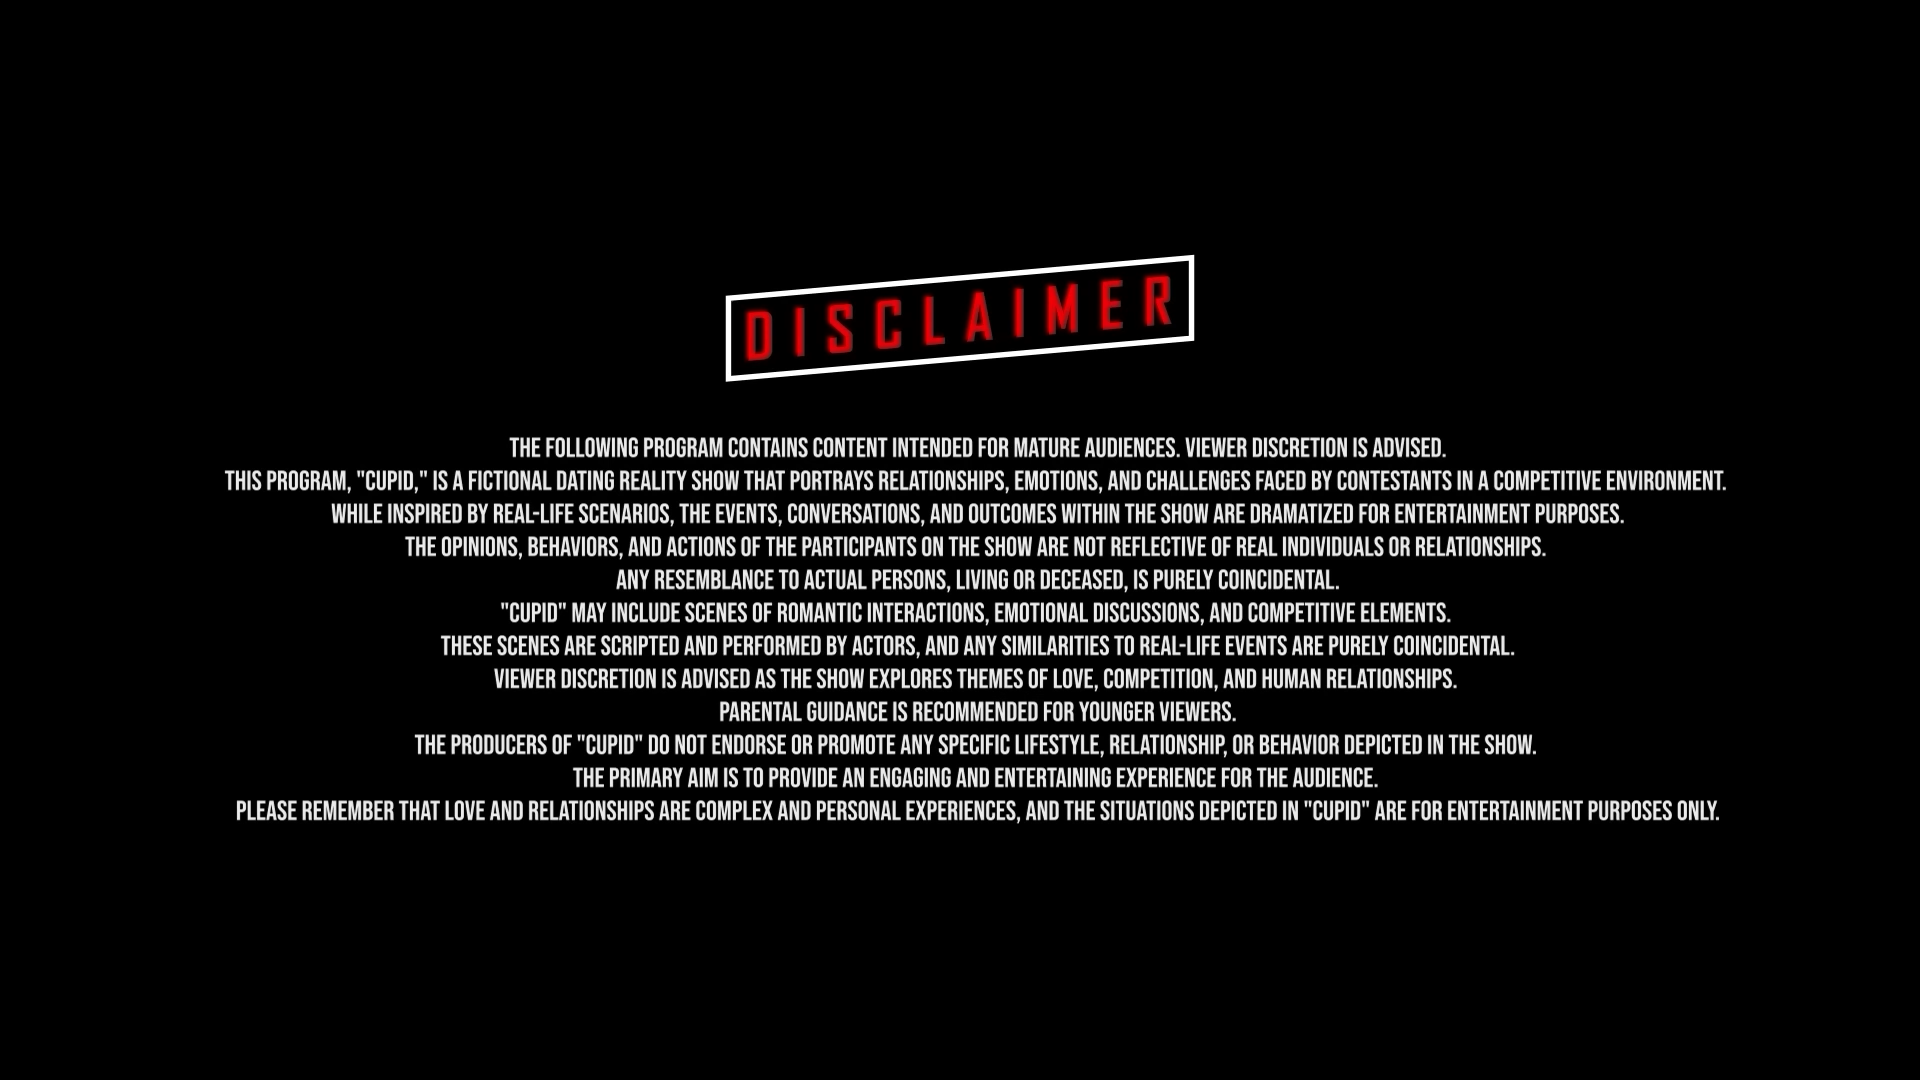 DISCLAIMER
THE FOLLOWING PROGRAM CONTAINS CONTENT INTENDED FOR MATURE AUDIENCES. VIEWER DISCRETION IS ADVISED.
THIS PROGRAM, "CUPID," IS A FICTIONAL DATING REALITY SHOW THAT PORTRAYS RELATIONSHIPS, EMOTIONS, AND CHALLENGES FACED BY CONTESTANTS IN A COMPETITIVE ENVIRONMENT.
WHILE INSPIRED BY REAL-LIFE SCENARIOS, THE EVENTS, CONVERSATIONS, AND OUTCOMES WITHIN THE SHOW ARE DRAMATIZED FOR ENTERTAINMENT PURPOSES.
THE OPINIONS, BEHAVIORS, AND ACTIONS OF THE PARTICIPANTS ON THE SHOW ARE NOT REFLECTIVE OF REAL INDIVIDUALS OR RELATIONSHIPS.
ANY RESEMBLANCE TO ACTUAL PERSONS, LIVING OR DECEASED, IS PURELY COINCIDENTAL.
"CUPID" MAY INCLUDE SCENES OF ROMANTIC INTERACTIONS, EMOTIONAL DISCUSSIONS, AND COMPETITIVE ELEMENTS.
THESE SCENES ARE SCRIPTED AND PERFORMED BY ACTORS, AND ANY SIMILARITIES TO REAL-LIFE EVENTS ARE PURELY COINCIDENTAL.
VIEWER DISCRETION IS ADVISED AS THE SHOW EXPLORES THEMES OF LOVE, COMPETITION, AND HUMAN RELATIONSHIPS.
PARENTAL GUIDANCE IS RECOMMENDED FOR YOUNGER VIEWERS.
THE PRODUCERS OF "CUPID" DO NOT ENDORSE OR PROMOTE ANY SPECIFIC LIFESTYLE, RELATIONSHIP, OR BEHAVIOR DEPICTED IN THE SHOW.
THE PRIMARY AIM IS TO PROVIDE AN ENGAGING AND ENTERTAINING EXPERIENCE FOR THE AUDIENCE.
PLEASE REMEMBER THAT LOVE AND RELATIONSHIPS ARE COMPLEX AND PERSONAL EXPERIENCES, AND THE SITUATIONS DEPICTED IN "CUPID" ARE FOR ENTERTAINMENT PURPOSES ONLY.